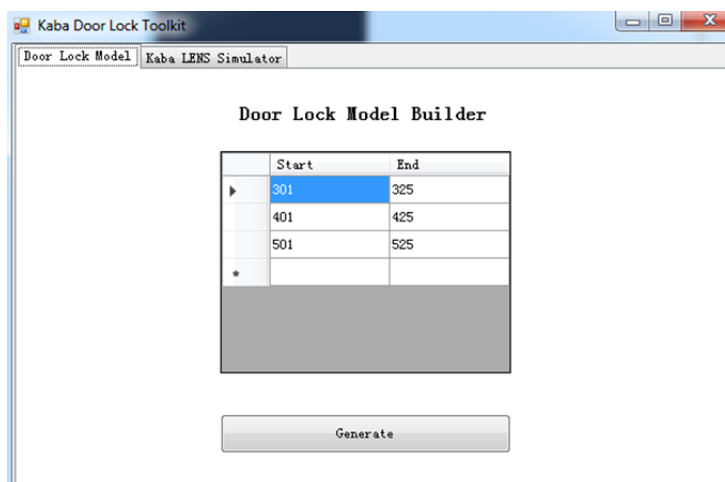 Kaba Door Lock Toolkit
Door Lock Model Kaba LENS Simulator
Door Lock Model Builder
Start End
301 325
401 425
501 525
*
Generate